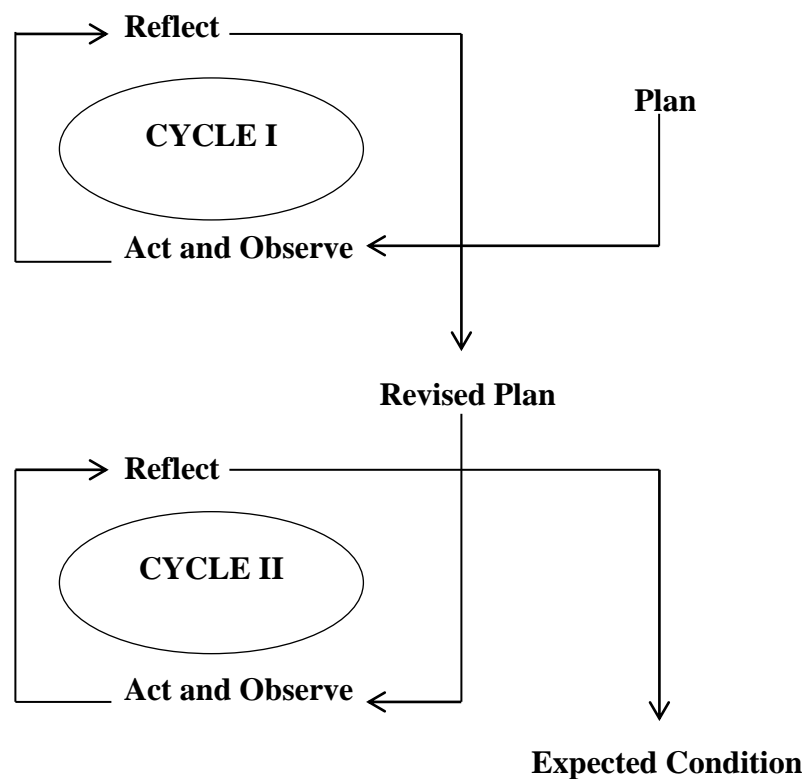 Reflect
Plan
CYCLE I
Act and Observe
Revised Plan
Reflect
CYCLE II
Act and Observe
Expected Condition